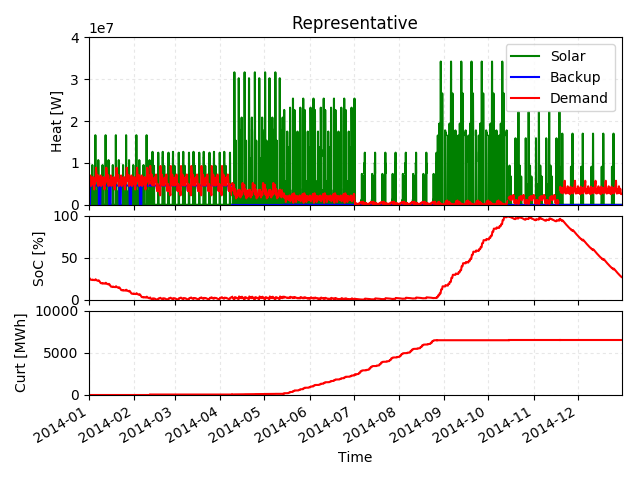 Representative
1e7
4
3
2
1
0
Heat [W]
Solar
Backup
Demand
100
50
0
SoC [%]
10000
5000
0
Curt [MWh]
2014-01
2014-02
2014-03
2014-04
2014-05
2014-06
2014-07
2014-08
2014-09
2014-10
2014-11
2014-12
Time